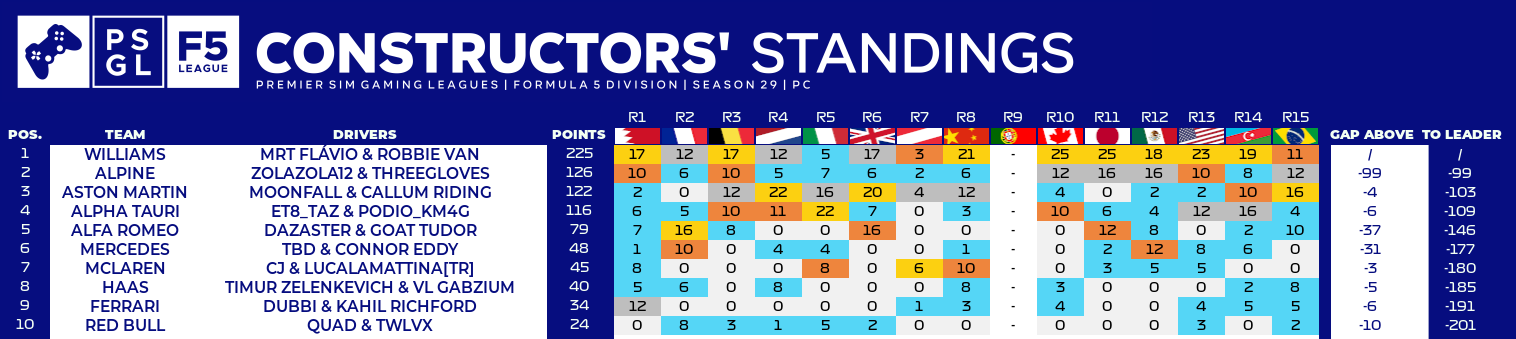 PS GL
F5 LEAGUE
CONSTRUCTORS' STANDINGS
PREMIER SIM GAMING LEAGUES | FORMULA 5 DIVISION | SEASON 29 | PC
R1 R2 R3 R4 R5 R6 R7 R8 R9 R10 R11 R12 R13 R14 R15
POS. TEAM DRIVERS POINTS GAP ABOVE TO LEADER
1 WILLIAMS MRT FLÁVIO & ROBBIE VAN 225 17 12 17 12 5 17 3 21 - 25 25 18 23 19 11 / /
2 ALPINE ZOLAZOLA12 & THREEGLOVES 126 10 6 10 5 7 6 2 6 - 12 16 16 10 8 12 -99 -99
3 ASTON MARTIN MOONFALL & CALLUM RIDING 122 2 0 12 22 16 20 4 12 - 4 0 2 2 10 16 -4 -103
4 ALPHA TAURI ET8_TAZ & PODIO_KM4G 116 6 5 10 11 22 7 0 3 - 10 6 4 12 16 4 -6 -109
5 ALFA ROMEO DAZASTER & GOAT TUDOR 79 7 16 8 0 0 16 0 0 - 0 12 8 0 2 10 -37 -146
6 MERCEDES TBD & CONNOR EDDY 48 1 10 0 4 4 0 0 1 - 0 2 12 8 6 0 -31 -177
7 MCLAREN CJ & LUCALAMATTINA[TR] 45 8 0 0 0 8 0 6 10 - 0 3 5 5 0 0 -3 -180
8 HAAS TIMUR ZELENKEVICH & VL GABZIUM 40 5 6 0 8 0 0 0 8 - 3 0 0 0 2 8 -5 -185
9 FERRARI DUBBI & KAHIL RICHFORD 34 12 0 0 0 0 0 1 3 - 4 0 0 4 5 5 -6 -191
10 RED BULL QUAD & TWLVX 24 0 8 3 1 5 2 0 0 - 0 0 0 3 0 2 -10 -201